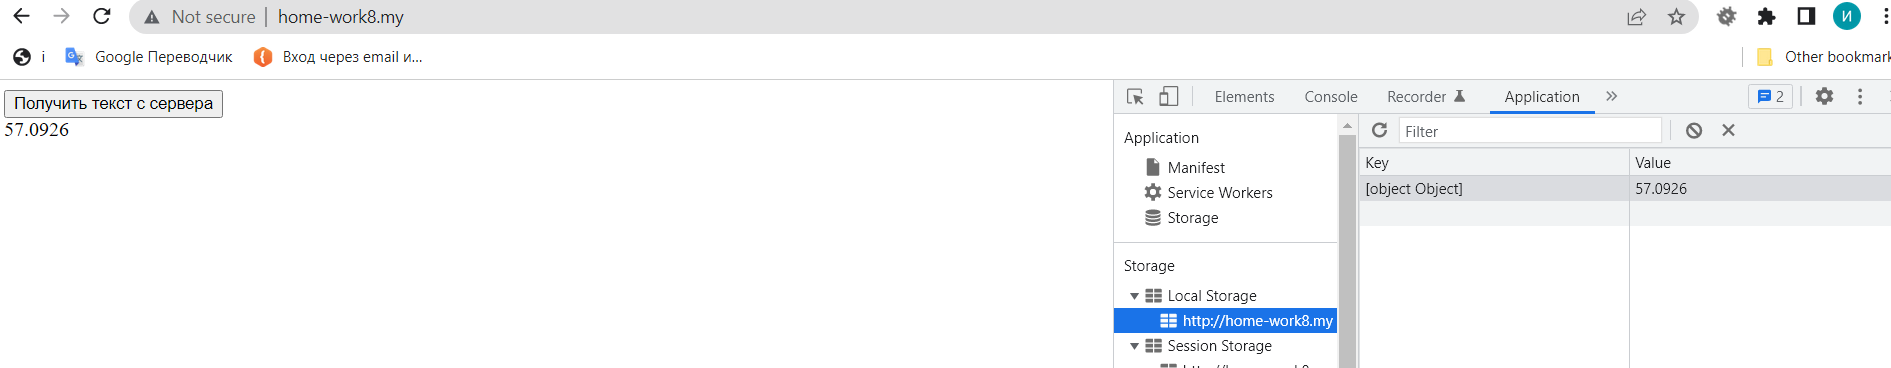 Not secure | home-work8.my
И
i Google Переводчик Вход через email и... Other bookmark
Получить текст с сервера
57.0926
Elements Console Recorder Application » 2
Application
Manifest
Service Workers
Storage
Storage
Local Storage
http://home-work8.my
Session Storage
Filter
Key Value
[object Object] 57.0926